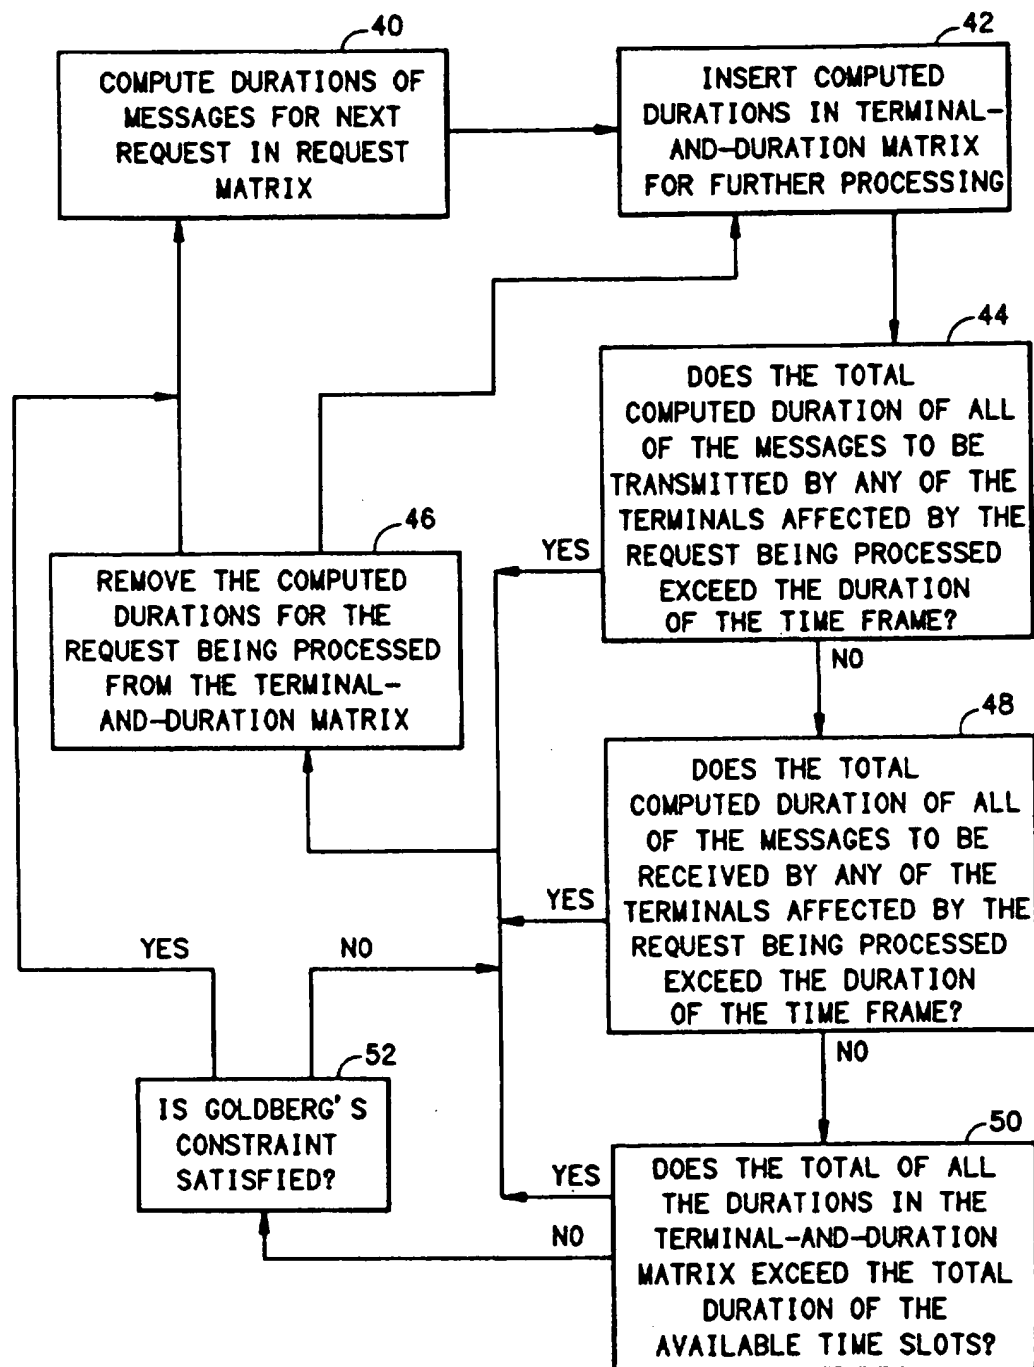 40
COMPUTE DURATIONS OF
MESSAGES FOR NEXT
REQUEST IN REQUEST
MATRIX
42
INSERT COMPUTED
DURATIONS IN TERMINAL-
AND-DURATION MATRIX
FOR FURTHER PROCESSING
44
DOES THE TOTAL
COMPUTED DURATION OF ALL
OF THE MESSAGES TO BE
TRANSMITTED BY ANY OF THE
TERMINALS AFFECTED BY THE
REQUEST BEING PROCESSED
EXCEED THE DURATION
OF THE TIME FRAME?
YES
NO
46
REMOVE THE COMPUTED
DURATIONS FOR THE
REQUEST BEING PROCESSED
FROM THE TERMINAL-
AND-DURATION MATRIX
48
DOES THE TOTAL
COMPUTED DURATION OF ALL
OF THE MESSAGES TO BE
RECEIVED BY ANY OF THE
TERMINALS AFFECTED BY THE
REQUEST BEING PROCESSED
EXCEED THE DURATION
OF THE TIME FRAME?
YES
NO
YES
NO
52
IS GOLDBERG'S
CONSTRAINT
SATISFIED?
50
DOES THE TOTAL OF ALL
THE DURATIONS IN THE
TERMINAL-AND-DURATION
MATRIX EXCEED THE TOTAL
DURATION OF THE
AVAILABLE TIME SLOTS?
YES
NO